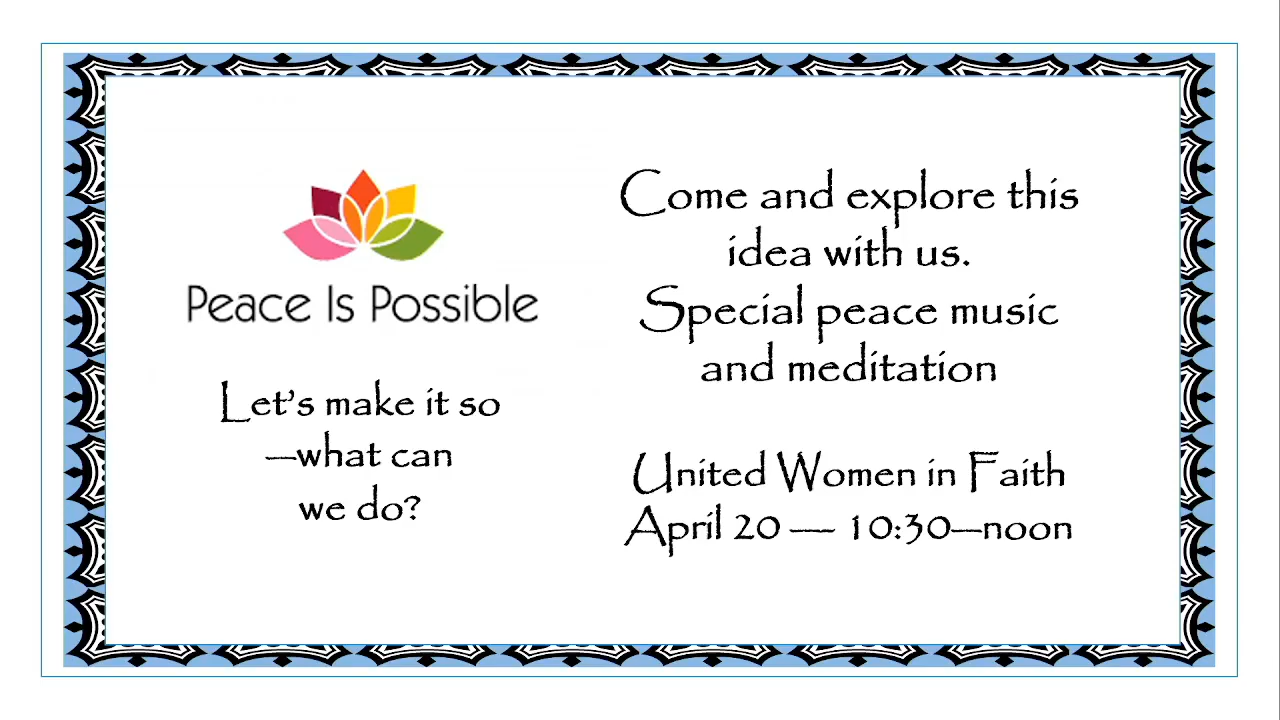 Peace Is Possible
Let's make it so
—what can
we do?
Come and explore this
idea with us.
Special peace music
and meditation
United Women in Faith
April 20 — 10:30—noon